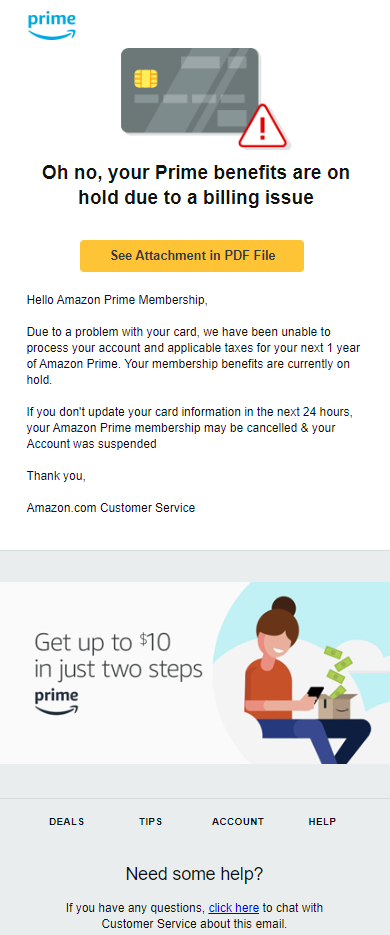 prime
Oh no, your Prime benefits are on
hold due to a billing issue
See Attachment in PDF File
Hello Amazon Prime Membership,
Due to a problem with your card, we have been unable to
process your account and applicable taxes for your next 1 year
of Amazon Prime. Your membership benefits are currently on
hold.
If you don't update your card information in the next 24 hours,
your Amazon Prime membership may be cancelled & your
Account was suspended
Thank you,
Amazon.com Customer Service
Get up to $10
in just two steps
prime
DEALS TIPS ACCOUNT HELP
Need some help?
If you have any questions, click here to chat with
Customer Service about this email.